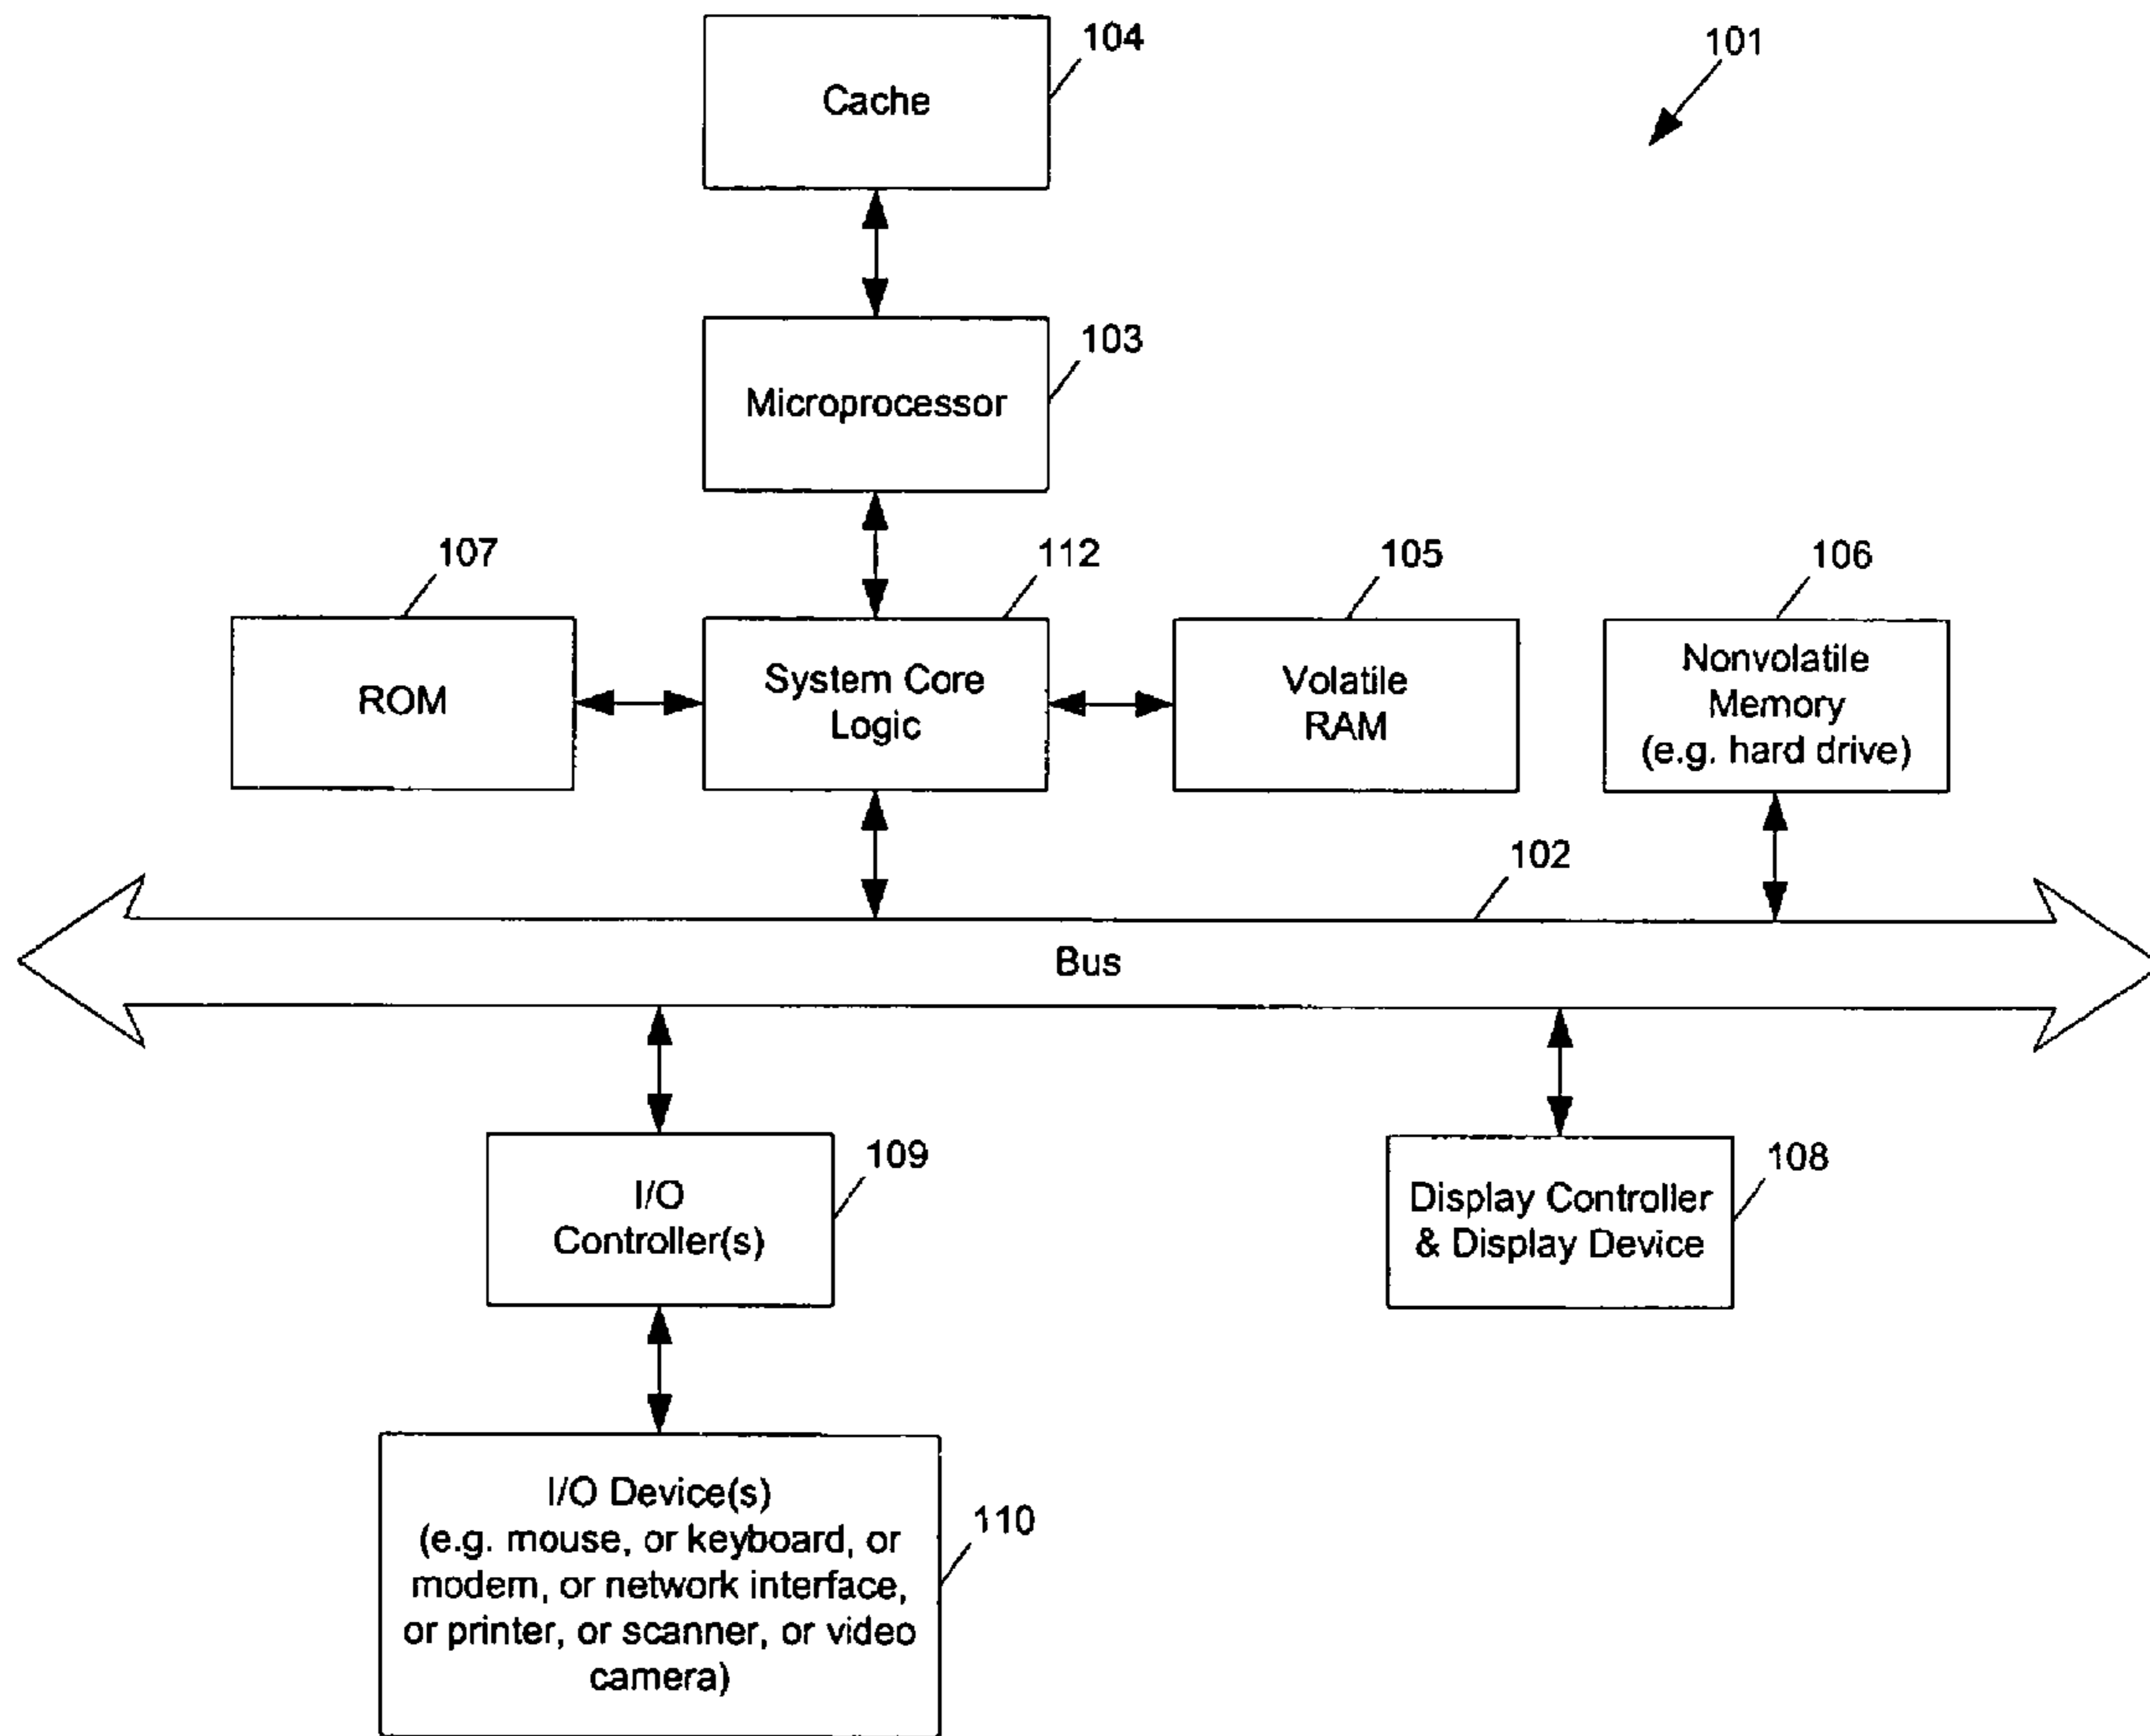 104
101
Cache
103
Microprocessor
107
112
105
106
ROM
System Core
Logic
Volatile
RAM
Nonvolatile
Memory
(e.g. hard drive)
102
Bus
109
108
I/O
Controller(s)
Display Controller
& Display Device
I/O Device(s)
(e.g. mouse, or keyboard, or
modem, or network interface,
or printer, or scanner, or video
camera)
110